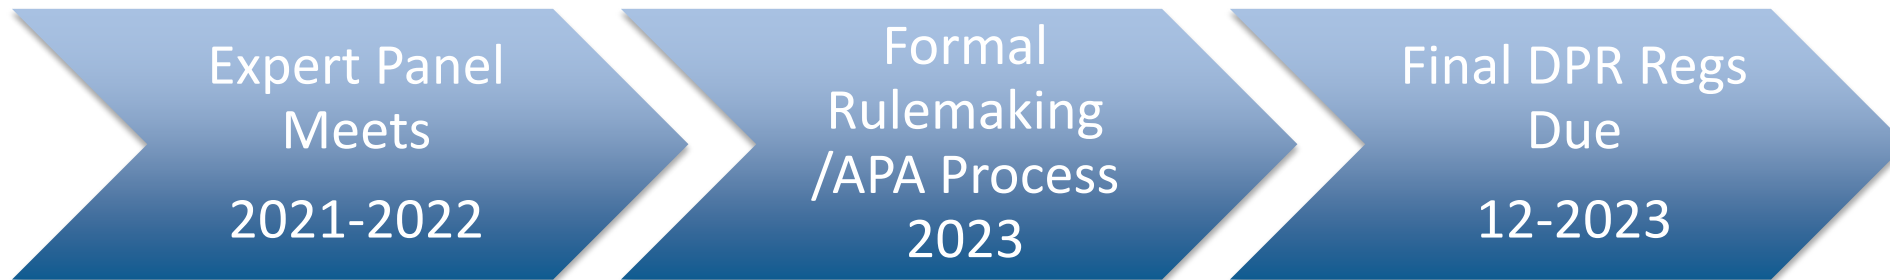 Expert Panel
Meets
2021-2022
Formal
Rulemaking
/APA Process
2023
Final DPR Regs
Due
12-2023